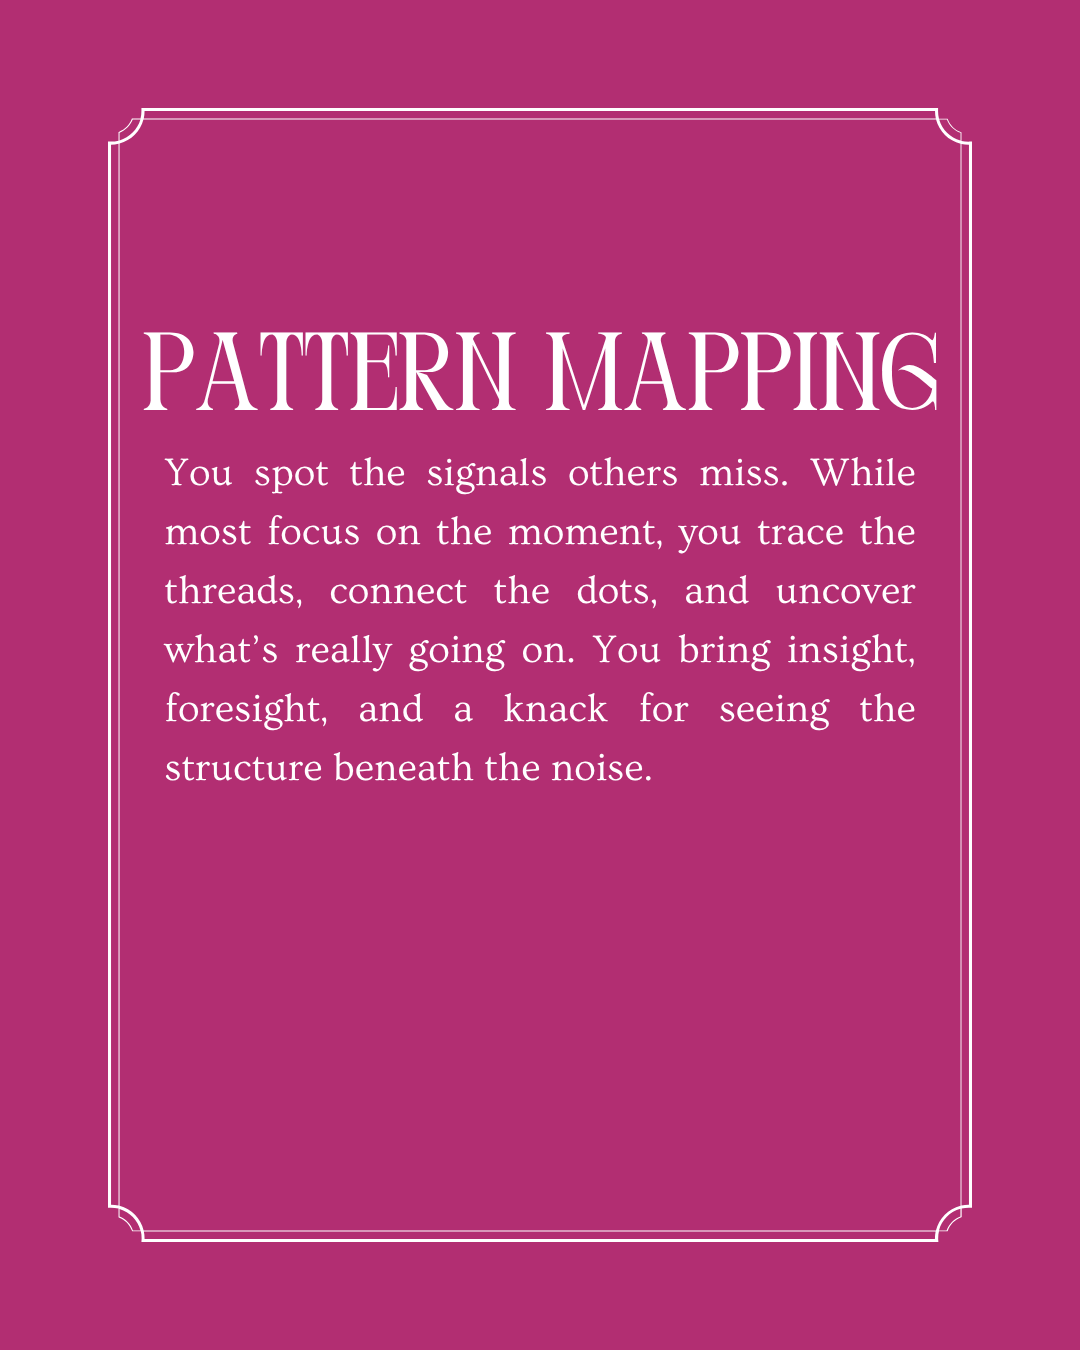 PATTERN MAPPING
You spot the signals others miss. While
most focus on the moment, you trace the
threads, connect the dots, and uncover
what’s really going on. You bring insight,
foresight, and a knack for seeing the
structure beneath the noise.